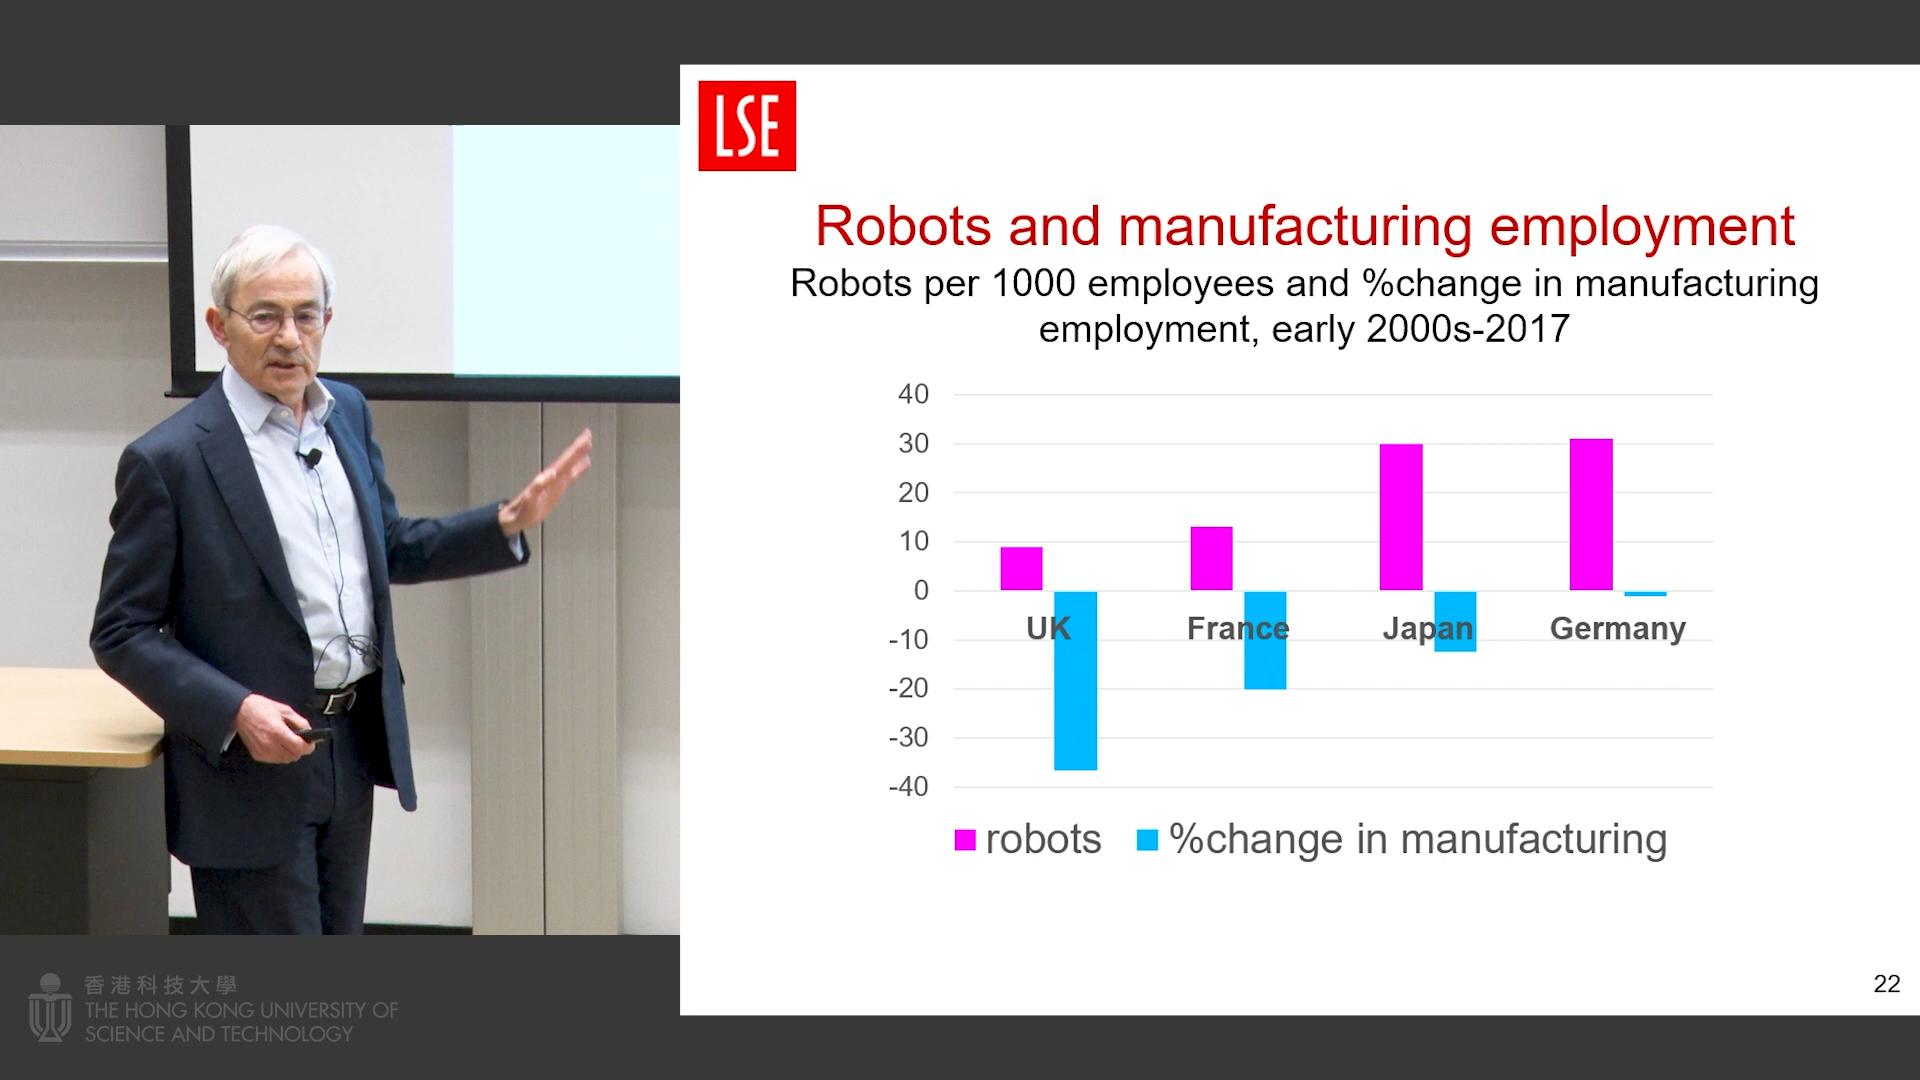 LSE
Robots and manufacturing employment
Robots per 1000 employees and %change in manufacturing
employment, early 2000s-2017
40
30
20
10
0
-10
-20
-30
-40
UK
France
Japan
Germany
robots
%change in manufacturing
22
香港科技大學
THE HONG KONG UNIVERSITY OF
SCIENCE AND TECHNOLOGY